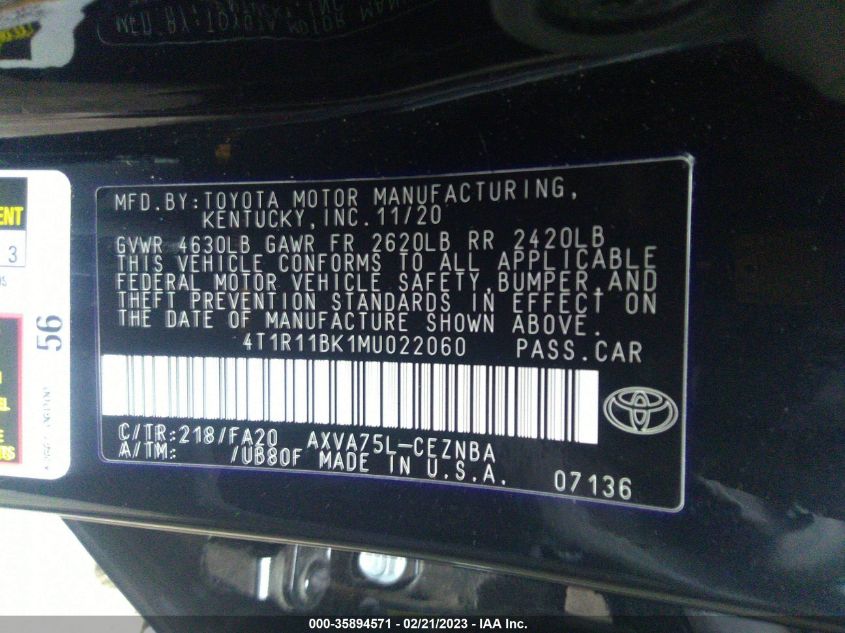 MFD.BY:TOYOTA MOTOR MANUFACTURING,
KENTUCKY,INC.11/20
GVWR 4630LB GAWR FR 2620LB RR 2420LB
THIS VEHICLE CONFORMS TO ALL APPLICABLE
FEDERAL MOTOR VEHICLE SAFETY,BUMPER,AND
THEFT PREVENTION STANDARDS IN EFFECT ON
THE DATE OF MANUFACTURE SHOWN ABOVE.
4T1R11BK1MU022060 PASS.CAR
C/TR:218/FA20 AXVA75L-CEZNBA
A/TM: /UB80F MADE IN U.S.A.
07136
ENT
3
56
000-35894571 - 02/21/2023 - IAA Inc.